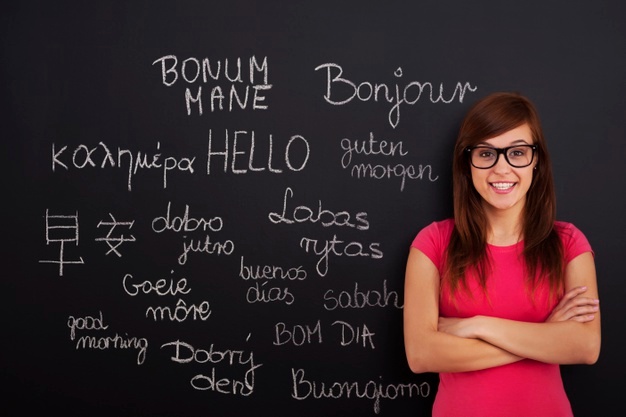 BONUM
MANE
Bonjour
καλημέρα
HELLO
guten
morgen
早安
dobro
jutro
Labas
rytas
Goeie
môre
buenos
días
sabah
good
morning
BOM DIA
Dobrý
den
Buongiorno